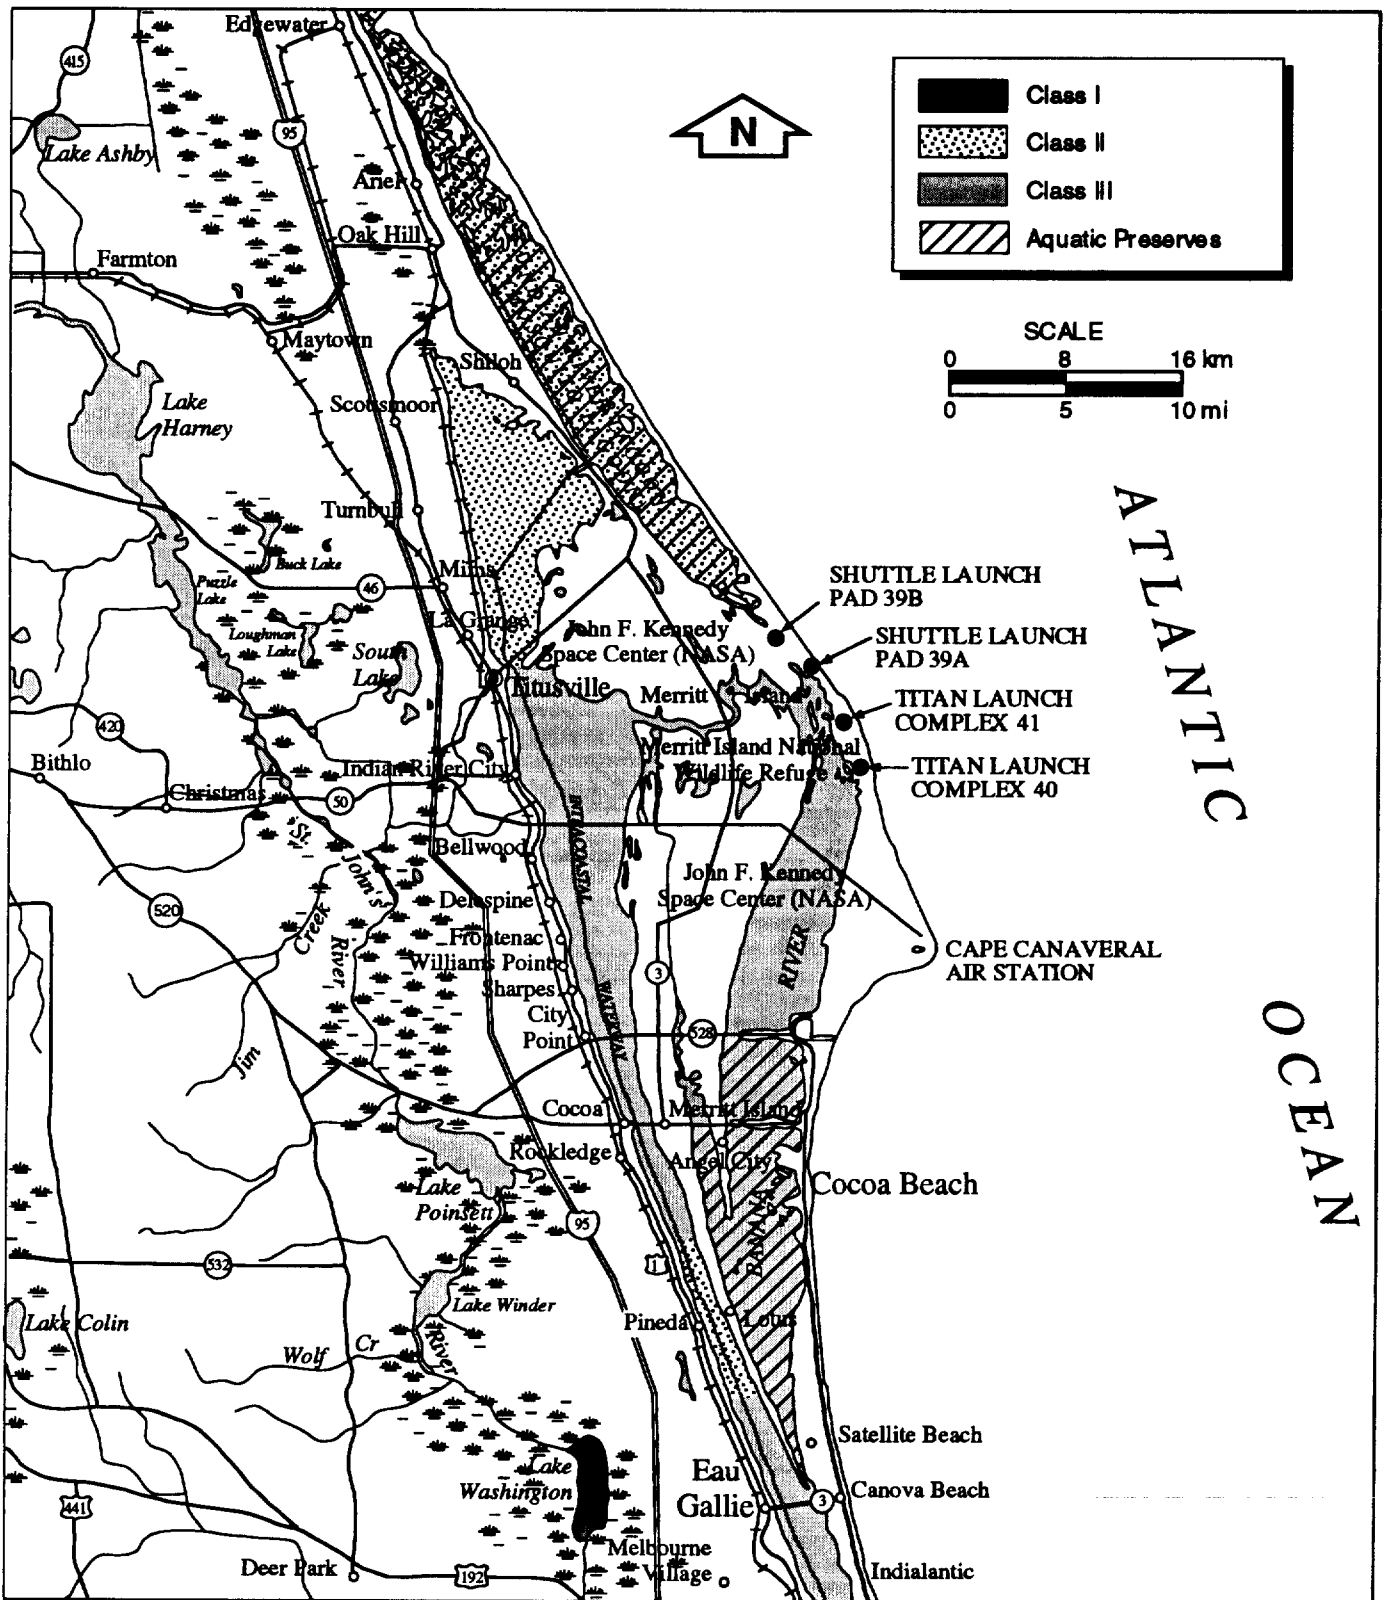 Edgewater
415
Class I
Class II
Class III
Aquatic Preserves
N
95
Lake Ashby
Ariel
Oak Hill
Farmton
SCALE
0 8 16 km
0 5 10 mi
Maytown
Shiloh
Lake
Harney
Scottsmoor
ATLANTIC
OCEAN
Turnbull
Buck Lake
Puzzle
Lake
46
Mims
SHUTTLE LAUNCH
PAD 39B
La Grange
Loughman
Lake
South
Lake
John F. Kennedy
Space Center (NASA)
SHUTTLE LAUNCH
PAD 39A
Titusville
Merritt Island
TITAN LAUNCH
COMPLEX 41
420
Bithlo
Merritt Island National
Wildlife Refuge
Indian River City
TITAN LAUNCH
COMPLEX 40
Christmas
50
St.
John's
River
INTRACOASTAL
WATERWAY
Bellwood
John F. Kennedy
Space Center (NASA)
Delespine
520
Jim
Creek
Frontenac
Williams Point
Sharpes
City
Point
3
RIVER
CAPE CANAVERAL
AIR STATION
528
Cocoa
Merritt Island
Rockledge
Angel City
Lake
Poinsett
Cocoa Beach
BANANA
95
532
1
Lake Winder
Lake Colin
Pineda
Lotus
Wolf Cr
River
Satellite Beach
Lake
Washington
Eau
Gallie
3
Canova Beach
441
Melbourne
Village
Deer Park
192
Indialantic